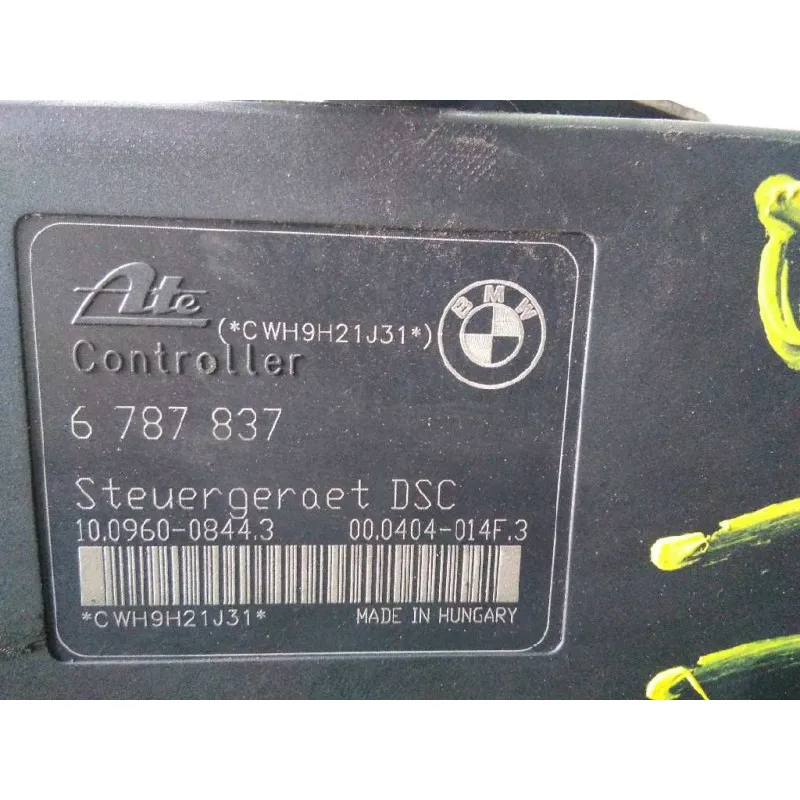 Ate
(*CWH9H21J31*)
BMW
Controller
6 787 837
Steuergeraet DSC
10.0960-0844.3 00.0404-014F.3
*CWH9H21J31* MADE IN HUNGARY